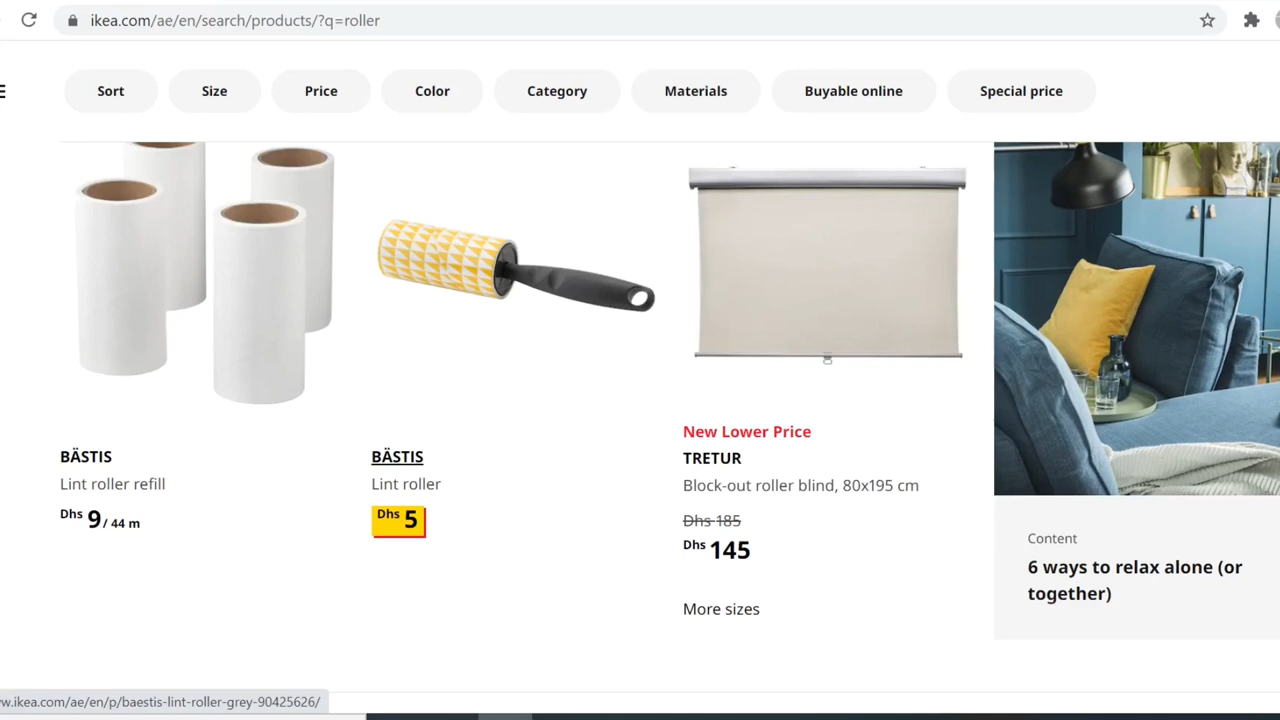 ikea.com/ae/en/search/products/?q=roller
Sort
Size
Price
Color
Category
Materials
Buyable online
Special price
BÄSTIS
Lint roller refill
Dhs 9/ 44 m
BÄSTIS
Lint roller
Dhs 5
New Lower Price
TRETUR
Block-out roller blind, 80x195 cm
Dhs 185
Dhs 145
More sizes
Content
6 ways to relax alone (or
together)
w.ikea.com/ae/en/p/baestis-lint-roller-grey-90425626/